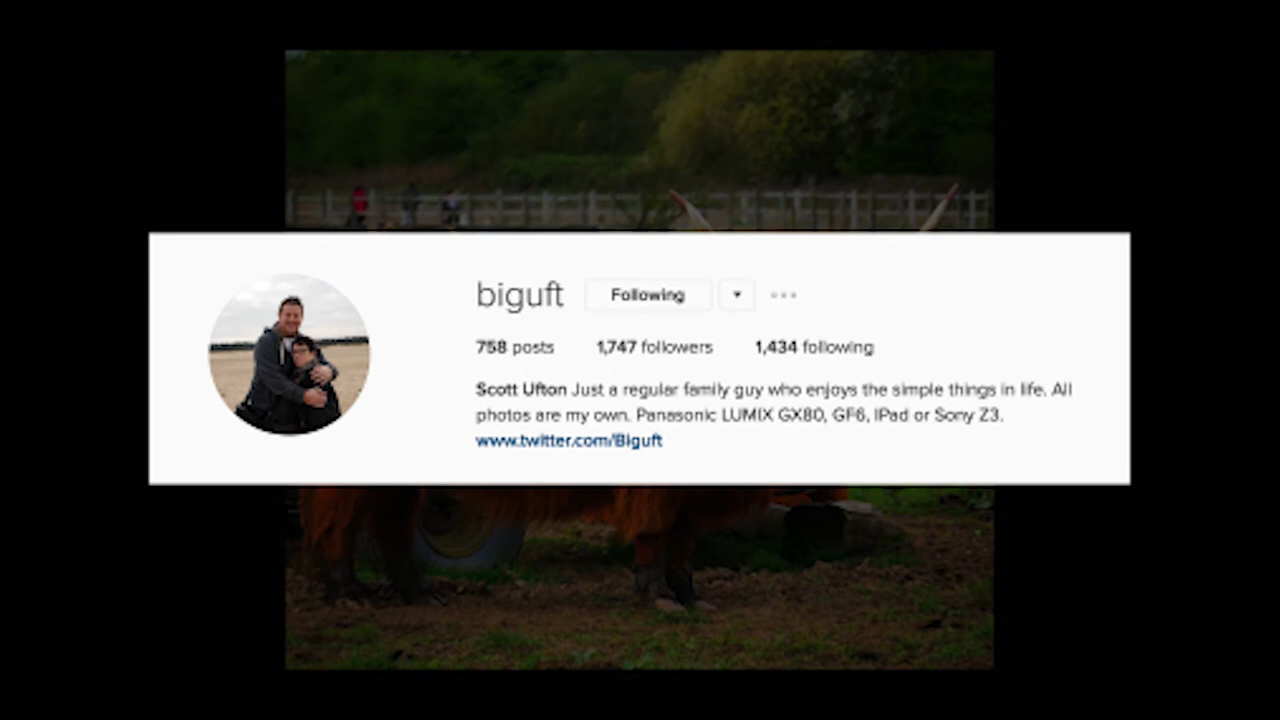 biguft Following
758 posts 1,747 followers 1,434 following
Scott Ufton Just a regular family guy who enjoys the simple things in life. All
photos are my own. Panasonic LUMIX GX80, GF6, IPad or Sony Z3.
www.twitter.com/Biguft